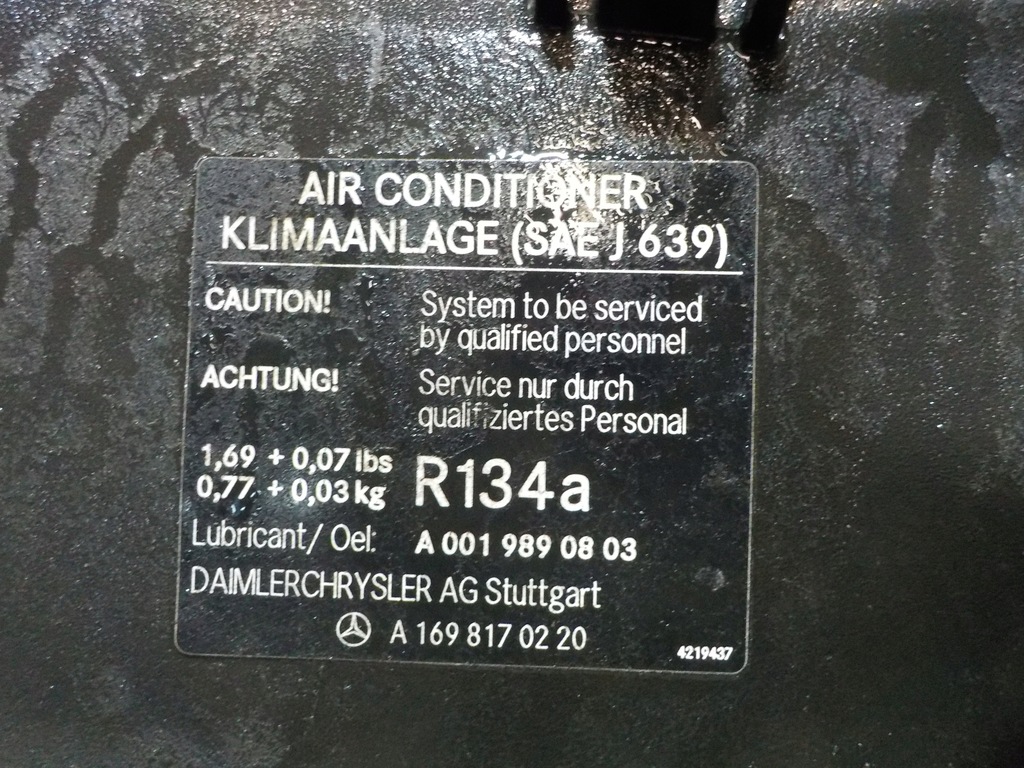 AIR CONDITIONER
KLIMAANLAGE (SAE J 639)
CAUTION! System to be serviced
by qualified personnel
ACHTUNG! Service nur durch
qualifiziertes Personal
1,69 + 0,07 lbs
0,77 + 0,03 kg R134a
Lubricant/ Oel: A 001 989 08 03
DAIMLERCHRYSLER AG Stuttgart
A 169 817 02 20
4219437